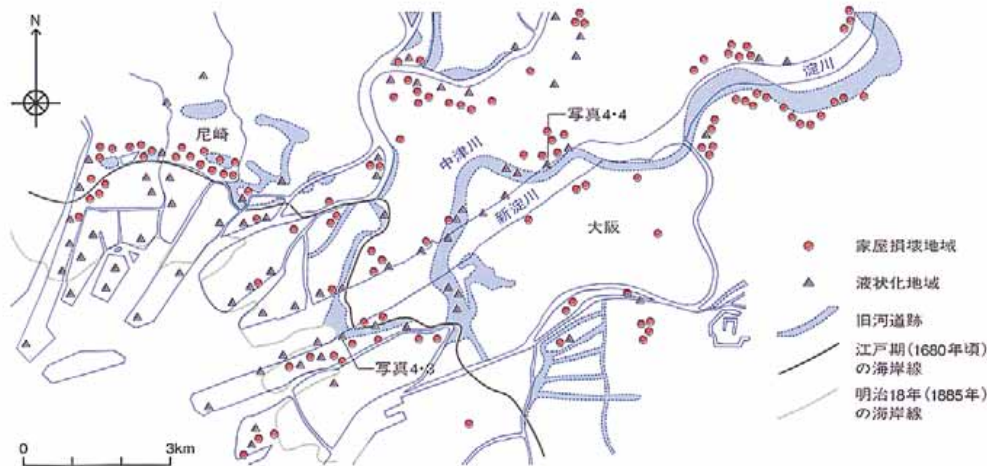 N
尼崎
淀川
写真4・4
中津川
新淀川
大阪
写真4・3
家屋損壊地域
液状化地域
旧河道跡
江戸期(1680年頃)
の海岸線
明治18年(1885年)
の海岸線
0 3km